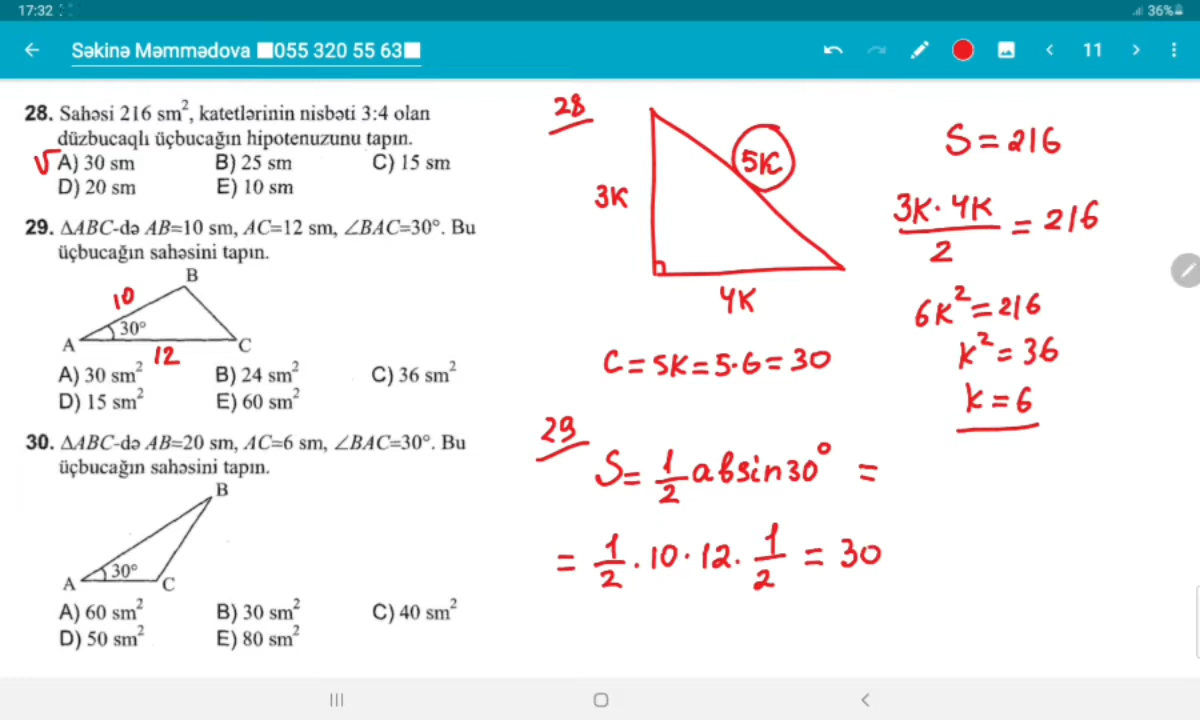 17:32
36%
Səkinə Məmmədova 055 320 55 63
11
28. Sahəsi 216 sm², katetlərinin nisbəti 3:4 olan
düzbucaqlı üçbucağın hipotenuzunu tapın.
√ A) 30 sm B) 25 sm C) 15 sm
D) 20 sm E) 10 sm
29. ΔABC-də AB=10 sm, AC=12 sm, ∠BAC=30°. Bu
üçbucağın sahəsini tapın.
B
10
30°
A
12
C
A) 30 sm² B) 24 sm² C) 36 sm²
D) 15 sm² E) 60 sm²
30. ΔABC-də AB=20 sm, AC=6 sm, ∠BAC=30°. Bu
üçbucağın sahəsini tapın.
B
30°
A
C
A) 60 sm² B) 30 sm² C) 40 sm²
D) 50 sm² E) 80 sm²
28
5K
3K
4K
S = 216
3K · 4K / 2 = 216
6K² = 216
K² = 36
K = 6
C = 5K = 5·6 = 30
29
S = 1/2 ab sin30° =
= 1/2 · 10 · 12 · 1/2 = 30